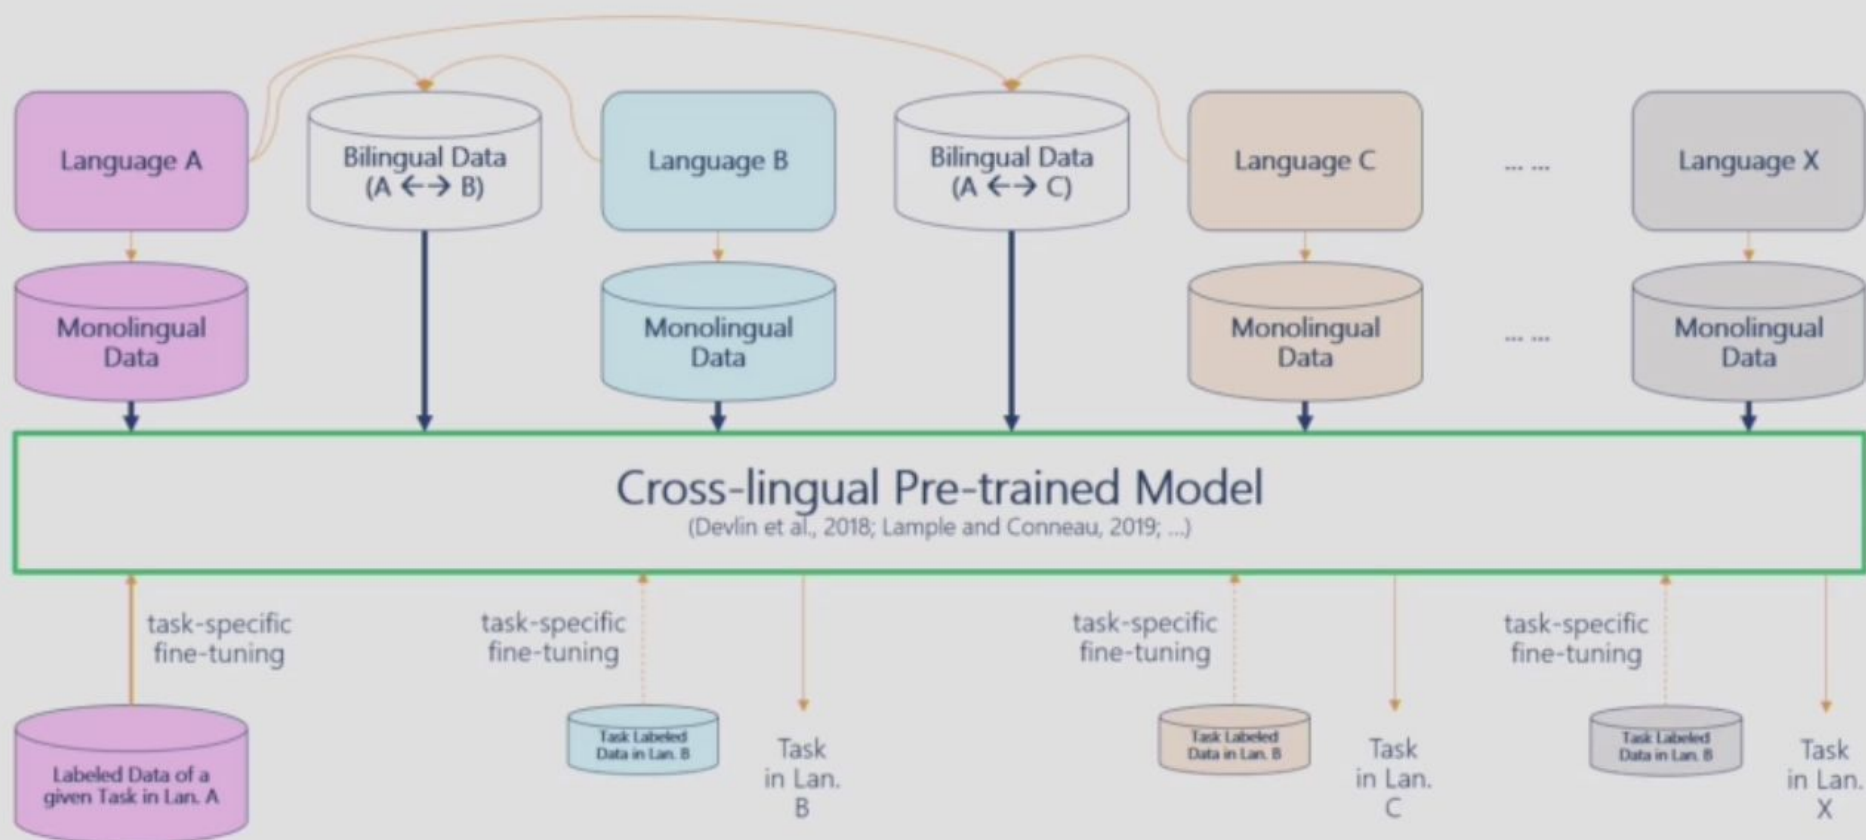 Language A
Bilingual Data
(A ←→ B)
Language B
Bilingual Data
(A ←→ C)
Language C
... ...
Language X
Monolingual
Data
Monolingual
Data
Monolingual
Data
... ...
Monolingual
Data
Cross-lingual Pre-trained Model
(Devlin et al., 2018; Lample and Conneau, 2019; ...)
task-specific
fine-tuning
task-specific
fine-tuning
task-specific
fine-tuning
task-specific
fine-tuning
Labeled Data of a
given Task in Lan. A
Task Labeled
Data in Lan. B
Task
in Lan.
B
Task Labeled
Data in Lan. B
Task
in Lan.
C
Task Labeled
Data in Lan. B
Task
in Lan.
X